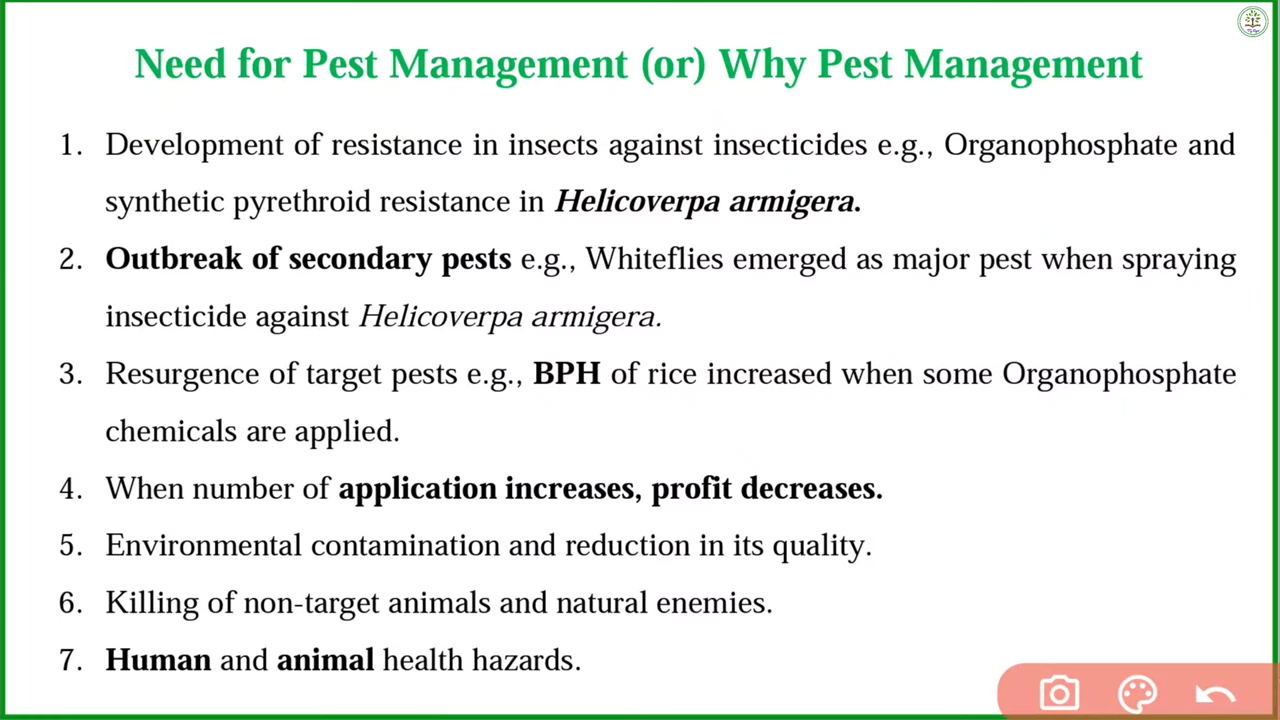 Need for Pest Management (or) Why Pest Management
1. Development of resistance in insects against insecticides e.g., Organophosphate and
synthetic pyrethroid resistance in Helicoverpa armigera.
2. Outbreak of secondary pests e.g., Whiteflies emerged as major pest when spraying
insecticide against Helicoverpa armigera.
3. Resurgence of target pests e.g., BPH of rice increased when some Organophosphate
chemicals are applied.
4. When number of application increases, profit decreases.
5. Environmental contamination and reduction in its quality.
6. Killing of non-target animals and natural enemies.
7. Human and animal health hazards.